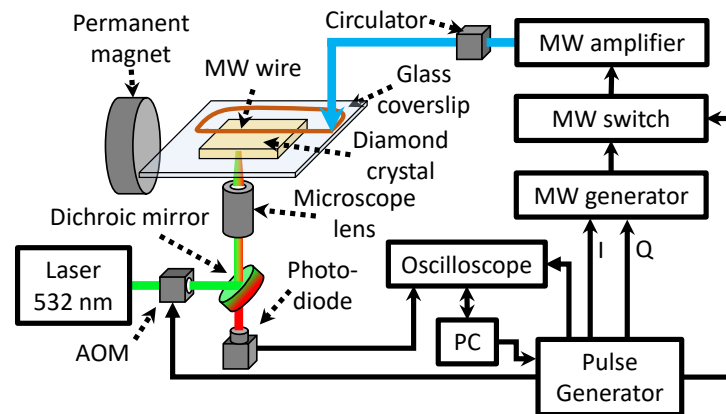 Permanent
magnet
Circulator
MW amplifier
MW wire
Glass
coverslip
MW switch
Diamond
crystal
MW generator
Microscope
lens
Dichroic mirror
I
Q
Laser
532 nm
Photo-
diode
Oscilloscope
AOM
PC
Pulse
Generator